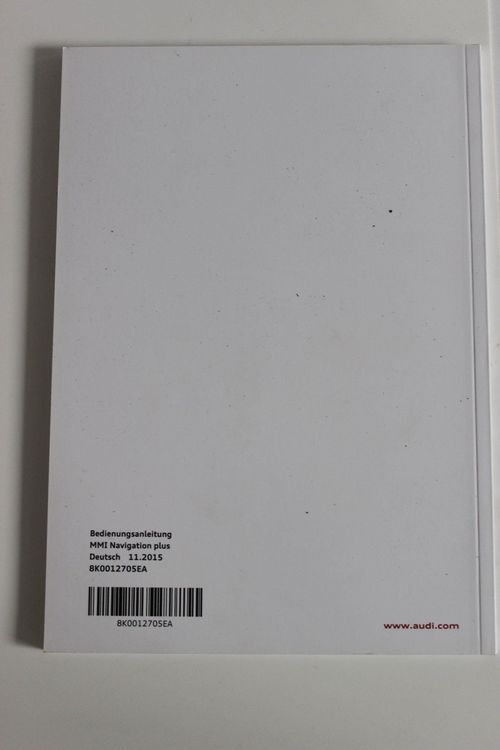 Bedienungsanleitung
MMI Navigation plus
Deutsch 11.2015
8K0012705EA
8K0012705EA
www.audi.com